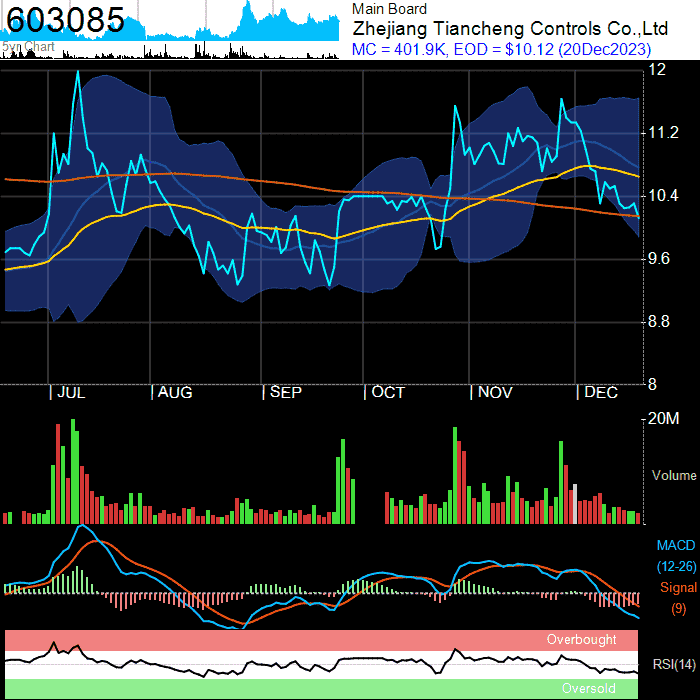 603085
5yr Chart
Main Board
Zhejiang Tiancheng Controls Co.,Ltd
MC = 401.9K, EOD = $10.12 (20Dec2023)
12
11.2
10.4
9.6
8.8
8
JUL
AUG
SEP
OCT
NOV
DEC
20M
Volume
MACD
(12-26)
Signal
(9)
Overbought
RSI(14)
Oversold